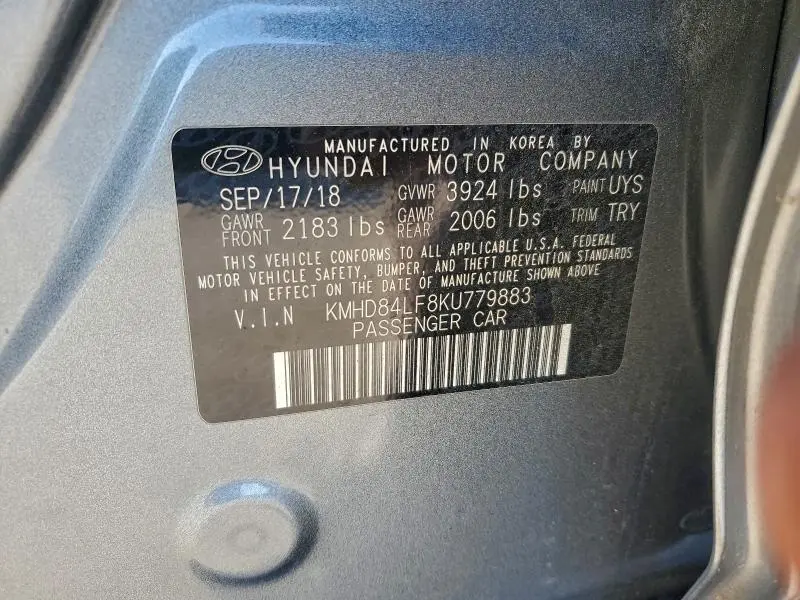 MANUFACTURED IN KOREA BY
HYUNDAI MOTOR COMPANY
SEP/17/18 GVWR 3924 lbs PAINT UYS
GAWR FRONT 2183 lbs GAWR REAR 2006 lbs TRIM TRY
THIS VEHICLE CONFORMS TO ALL APPLICABLE U.S.A. FEDERAL
MOTOR VEHICLE SAFETY, BUMPER, AND THEFT PREVENTION STANDARDS
IN EFFECT ON THE DATE OF MANUFACTURE SHOWN ABOVE
V.I.N KMHD84LF8KU779883
PASSENGER CAR